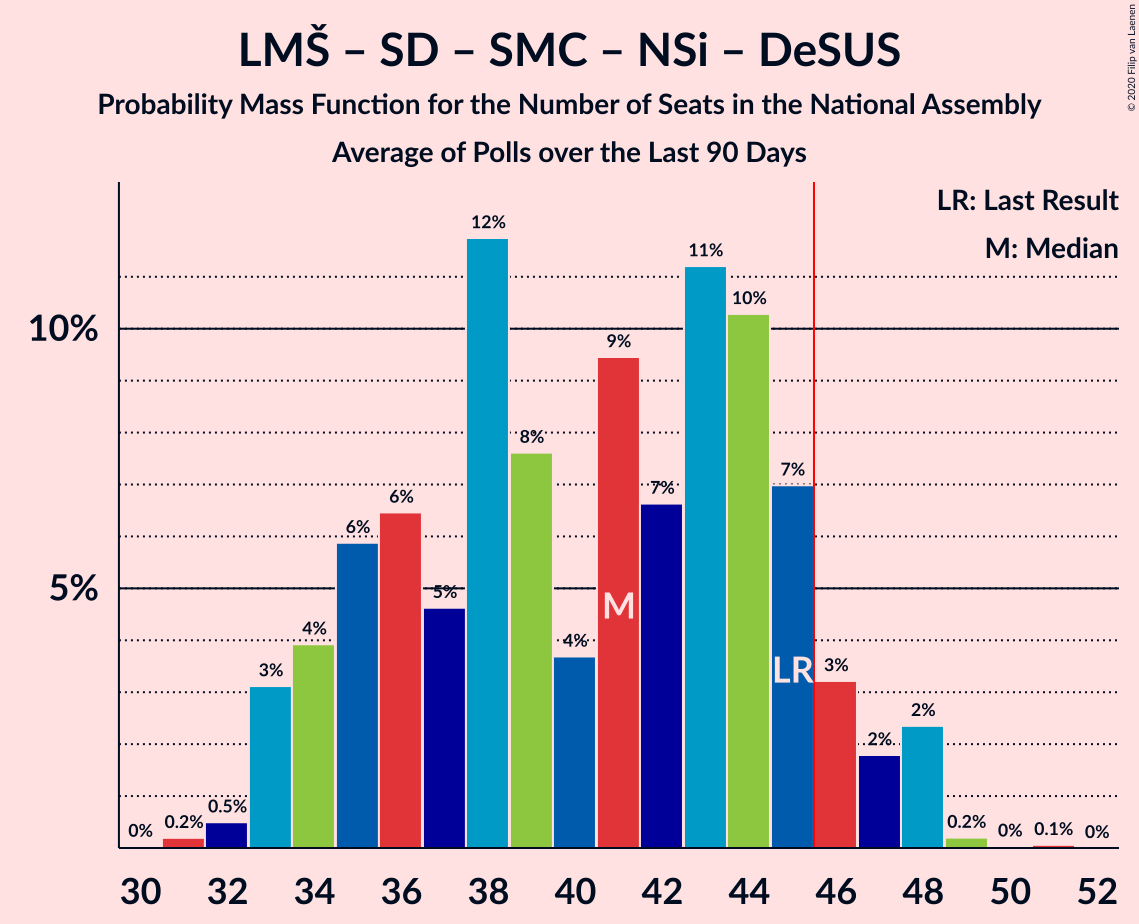 LMŠ – SD – SMC – NSi – DeSUS
Probability Mass Function for the Number of Seats in the National Assembly
Average of Polls over the Last 90 Days
© 2020 Filip van Laenen
LR: Last Result
M: Median
10%
5%
0%
0.2%
0.5%
3%
4%
6%
6%
5%
12%
8%
4%
9%
7%
11%
10%
7%
3%
2%
2%
0.2%
0%
0.1%
0%
M
LR
30 32 34 36 38 40 42 44 46 48 50 52